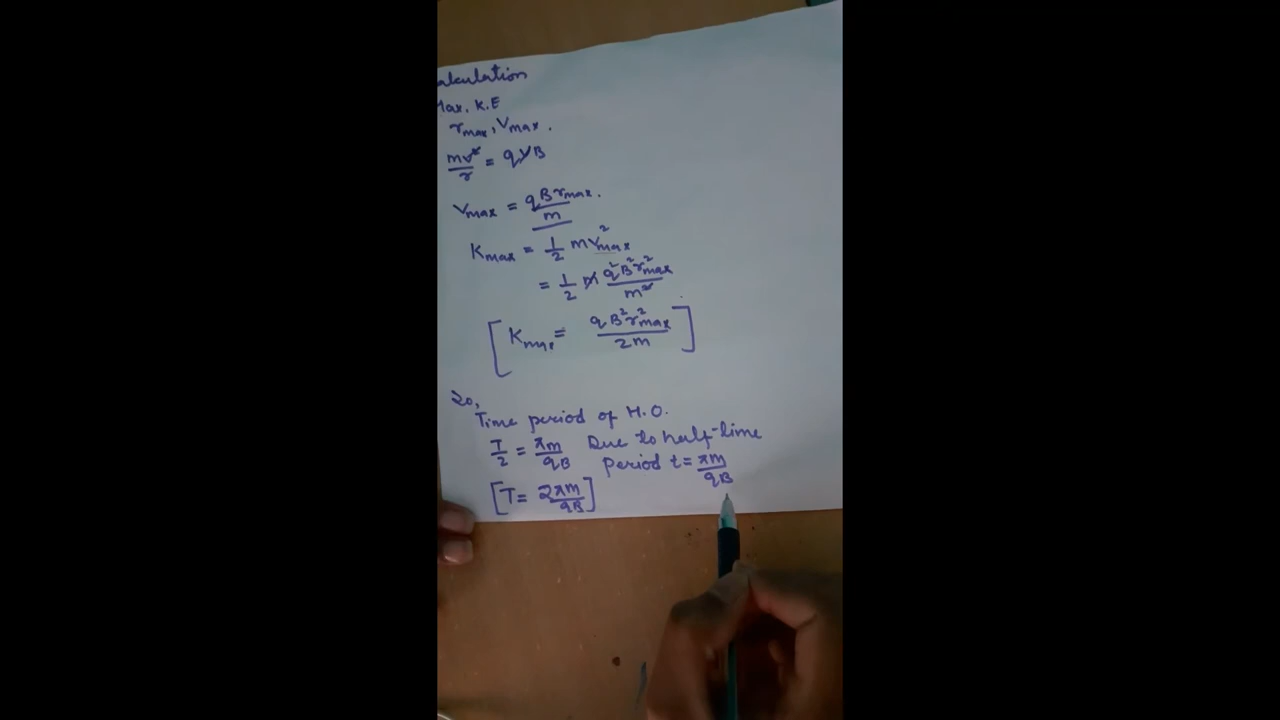 alculation
Max. K.E
rmax, Vmax.
mv²/r = qVB
Vmax = qBrmax/m.
Kmax = 1/2 mV²max
= 1/2 m q²B²r²max/m²
[Kmax = qB²r²max/2m]
So,
Time period of H.O.
T/2 = πm/qB Due to half-time
period t = πm/qB
[T = 2πm/qB]